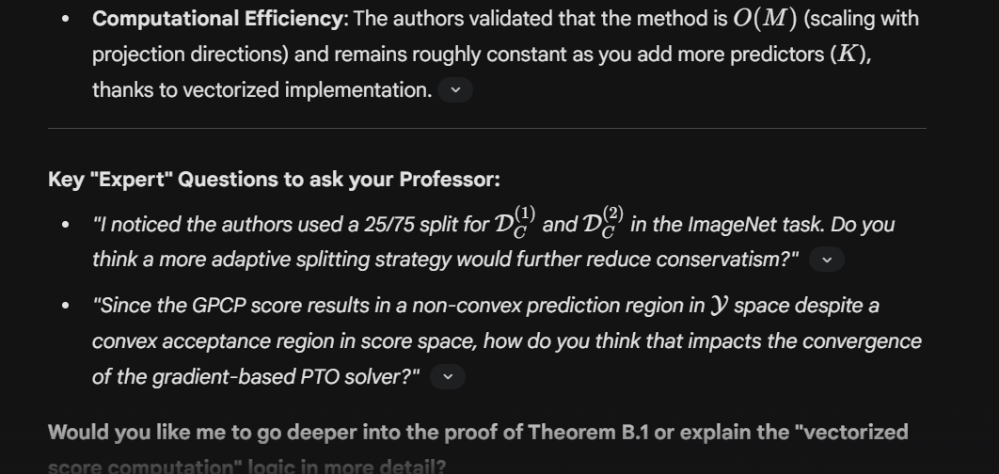 • Computational Efficiency: The authors validated that the method is O(M) (scaling with
projection directions) and remains roughly constant as you add more predictors (K),
thanks to vectorized implementation.
Key "Expert" Questions to ask your Professor:
• "I noticed the authors used a 25/75 split for 𝒟_C^(1) and 𝒟_C^(2) in the ImageNet task. Do you
think a more adaptive splitting strategy would further reduce conservatism?"
• "Since the GPCP score results in a non-convex prediction region in 𝒴 space despite a
convex acceptance region in score space, how do you think that impacts the convergence
of the gradient-based PTO solver?"
Would you like me to go deeper into the proof of Theorem B.1 or explain the "vectorized
score computation" logic in more detail?